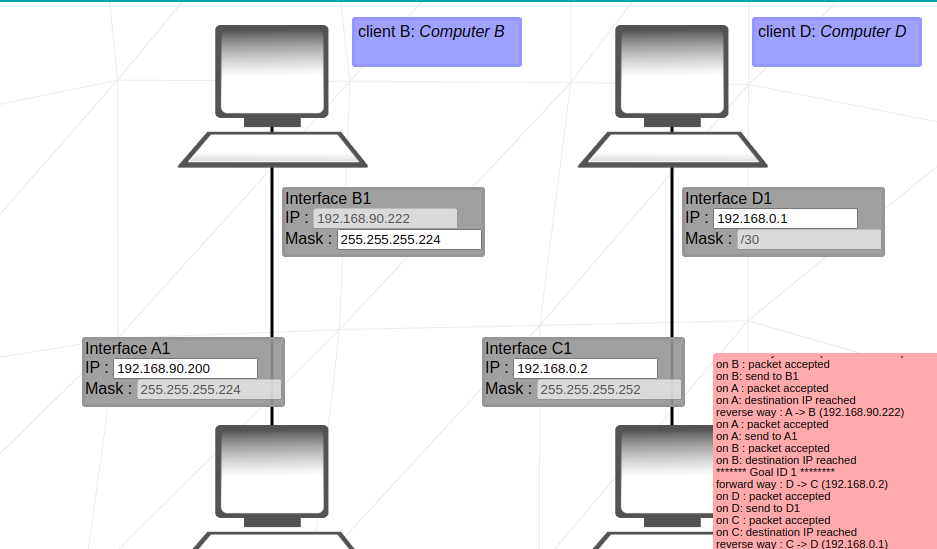 client B: Computer B
client D: Computer D
Interface B1
IP : 192.168.90.222
Mask : 255.255.255.224
Interface D1
IP : 192.168.0.1
Mask : /30
Interface A1
IP : 192.168.90.200
Mask : 255.255.255.224
Interface C1
IP : 192.168.0.2
Mask : 255.255.255.252
on B : packet accepted
on B: send to B1
on A : packet accepted
on A: destination IP reached
reverse way : A -> B (192.168.90.222)
on A : packet accepted
on A: send to A1
on B : packet accepted
on B: destination IP reached
******* Goal ID 1 ********
forward way : D -> C (192.168.0.2)
on D : packet accepted
on D: send to D1
on C : packet accepted
on C: destination IP reached
reverse way : C -> D (192.168.0.1)